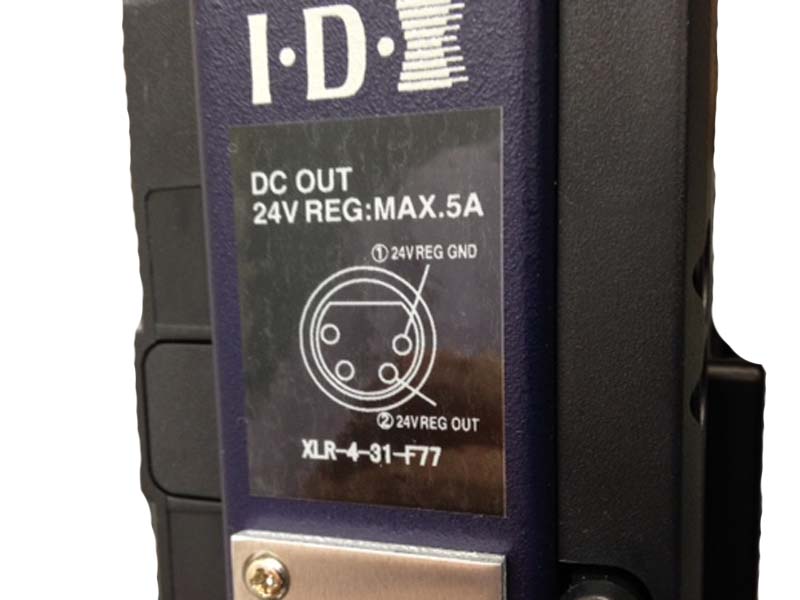 I·D·X
DC OUT
24V REG:MAX.5A
① 24V REG GND
② 24V REG OUT
XLR-4-31-F77